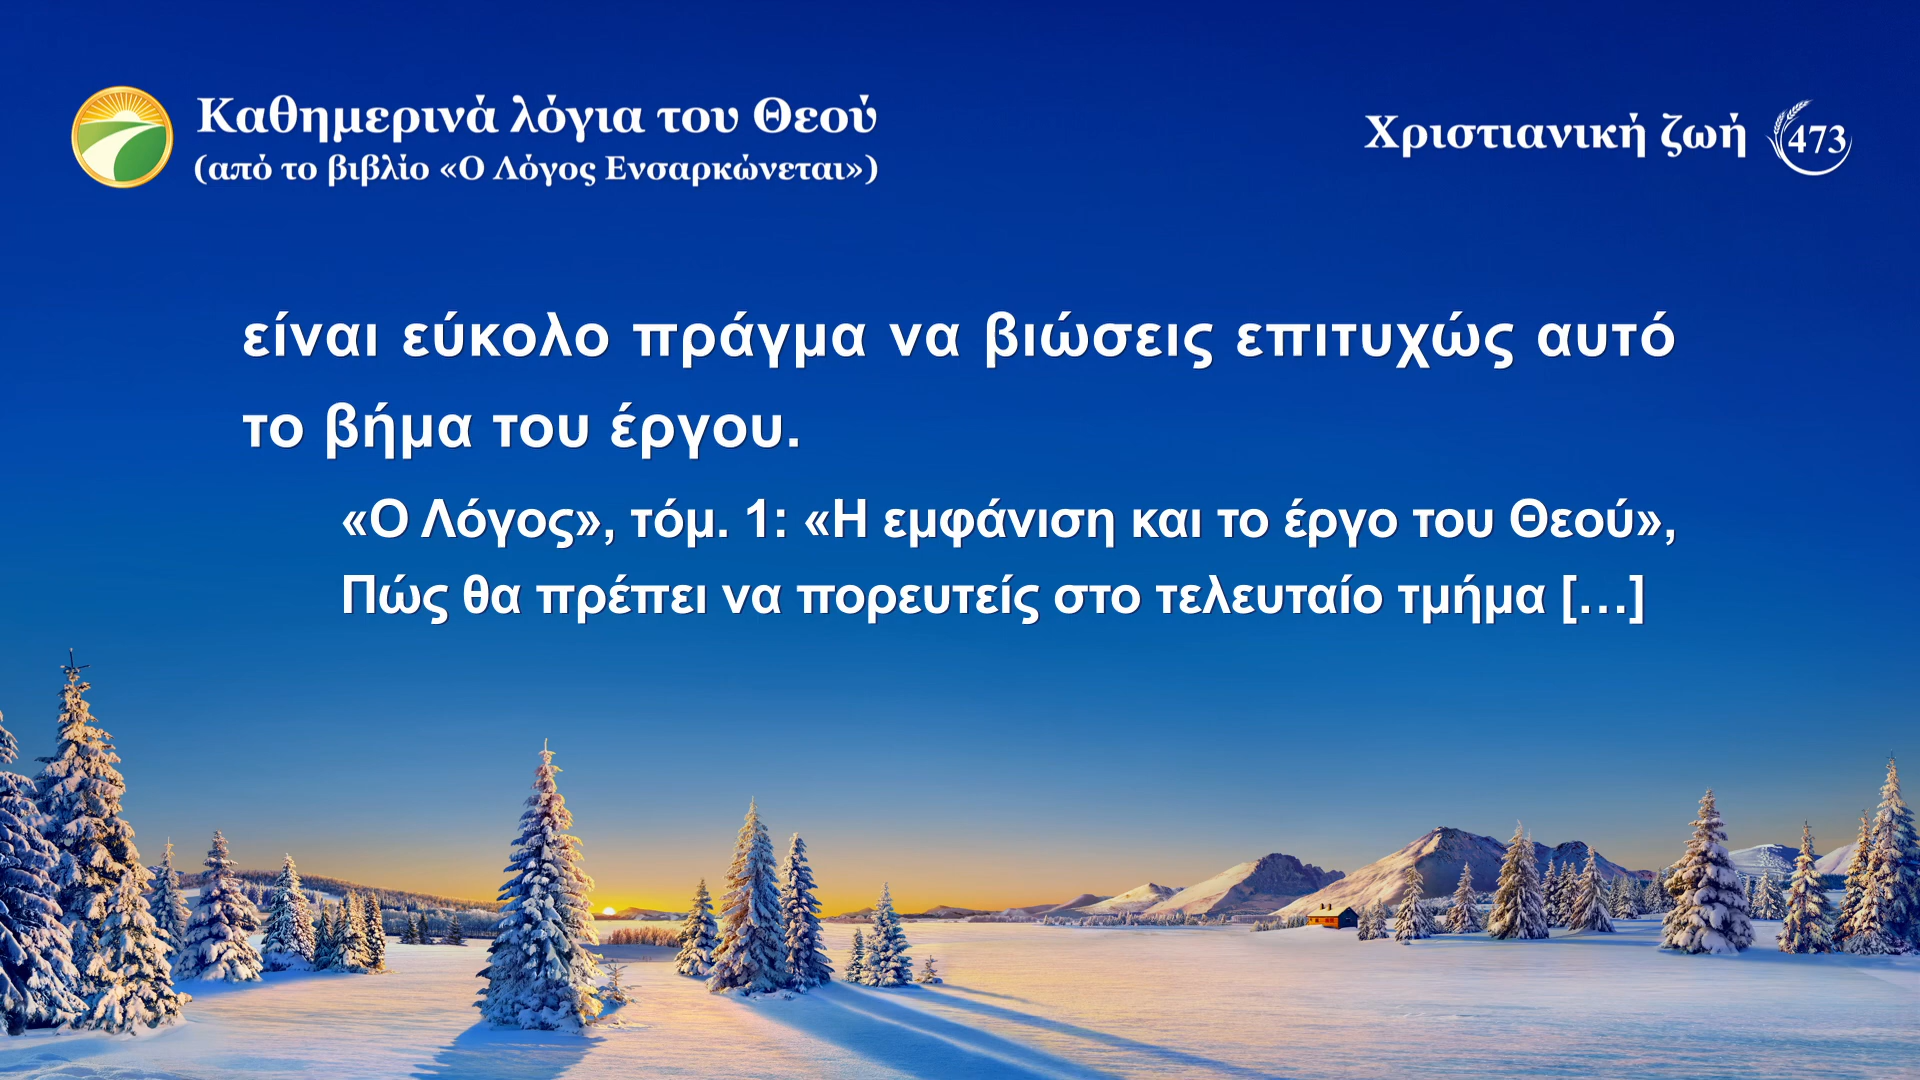 Καθημερινά λόγια του Θεού
(από το βιβλίο «Ο Λόγος Ενσαρκώνεται»)
Χριστιανική ζωή 473
είναι εύκολο πράγμα να βιώσεις επιτυχώς αυτό
το βήμα του έργου.
«Ο Λόγος», τόμ. 1: «Η εμφάνιση και το έργο του Θεού»,
Πώς θα πρέπει να πορευτείς στο τελευταίο τμήμα […]